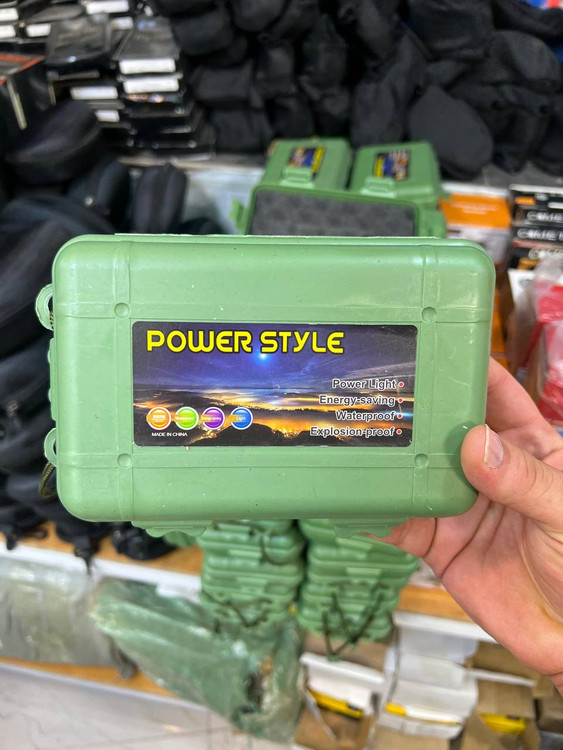 POWER STYLE
Power Light
Energy-saving
Waterproof
Explosion-proof
MADE IN CHINA